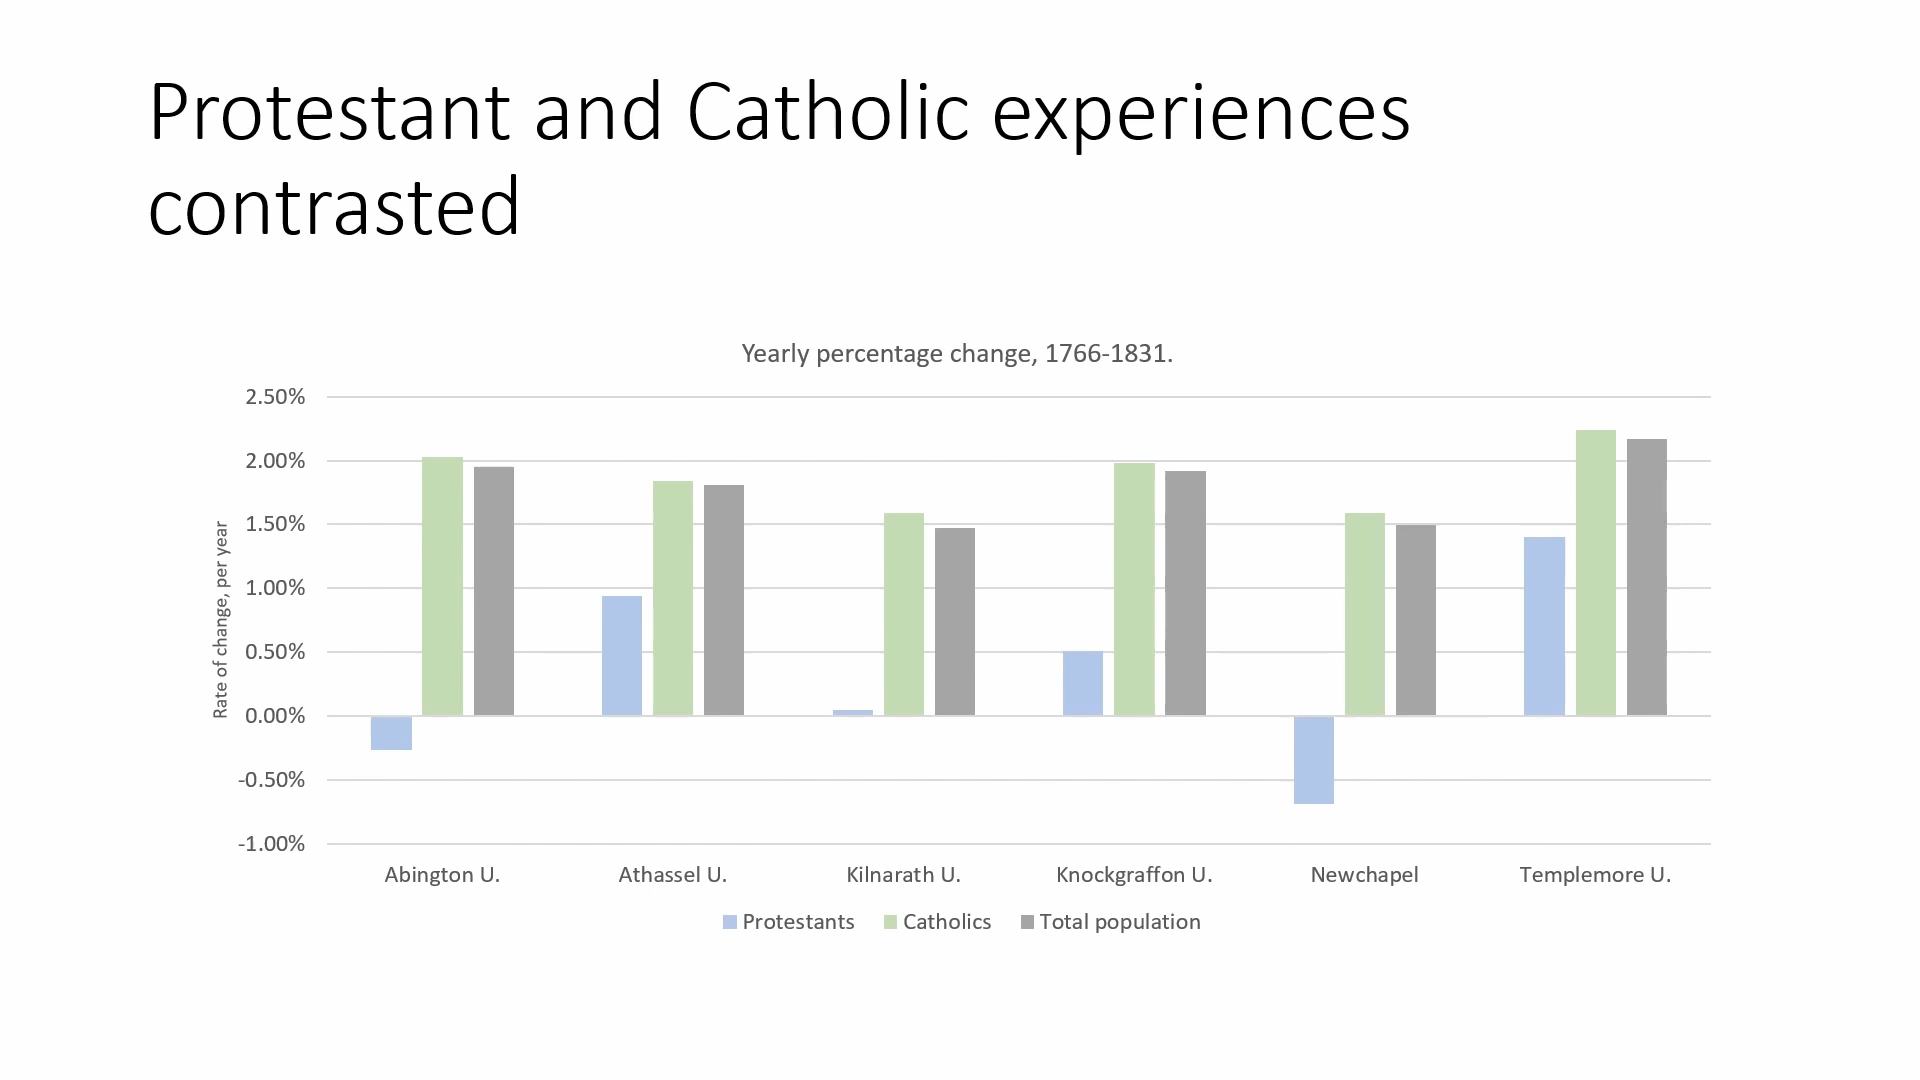 Protestant and Catholic experiences
contrasted
Yearly percentage change, 1766-1831.
2.50%
2.00%
1.50%
1.00%
0.50%
0.00%
-0.50%
-1.00%
Rate of change, per year
Abington U.
Athassel U.
Kilnarath U.
Knockgraffon U.
Newchapel
Templemore U.
Protestants
Catholics
Total population